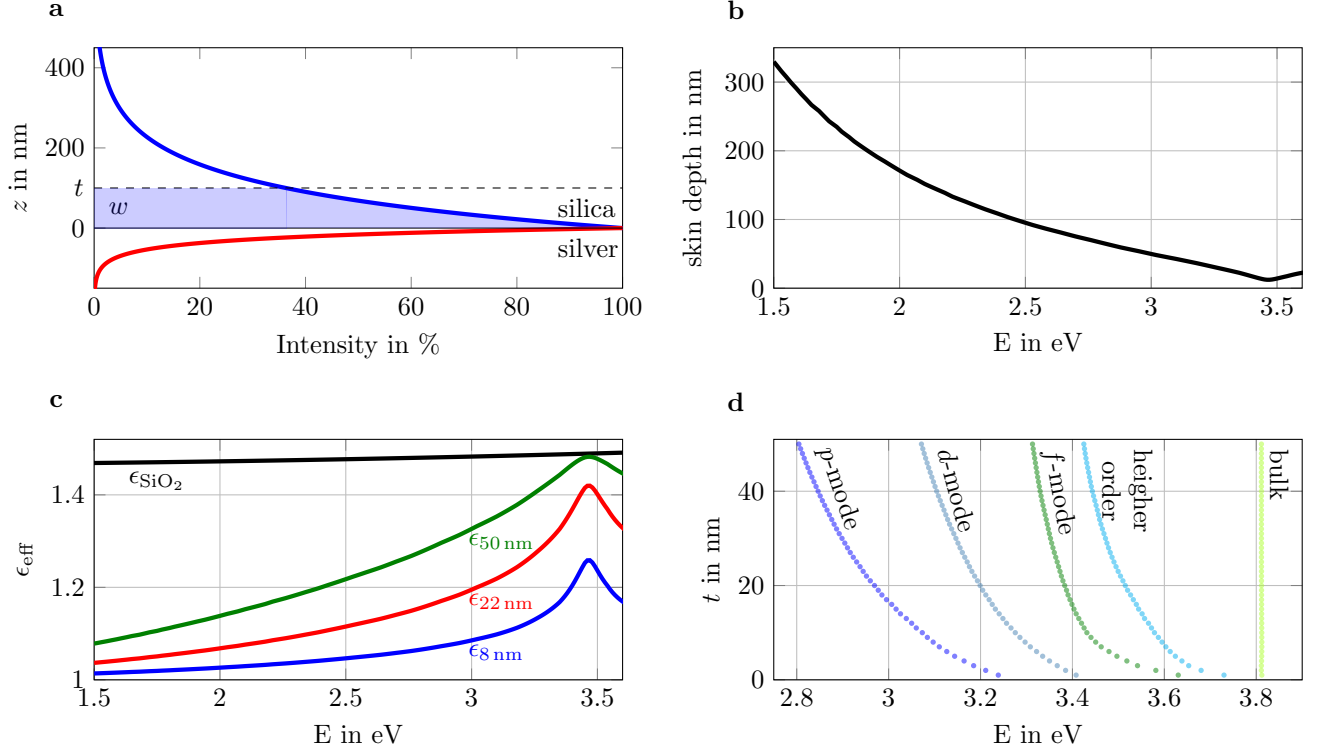 a
400
200
t
0
z in nm
w
silica
silver
0 20 40 60 80 100
Intensity in %
b
300
200
100
0
skin depth in nm
1.5 2 2.5 3 3.5
E in eV
c
1.4
1.2
1
ϵeff
ϵSiO2
ϵ50 nm
ϵ22 nm
ϵ8 nm
1.5 2 2.5 3 3.5
E in eV
d
40
20
0
t in nm
p-mode
d-mode
f-mode
heigher
order
bulk
2.8 3 3.2 3.4 3.6 3.8
E in eV